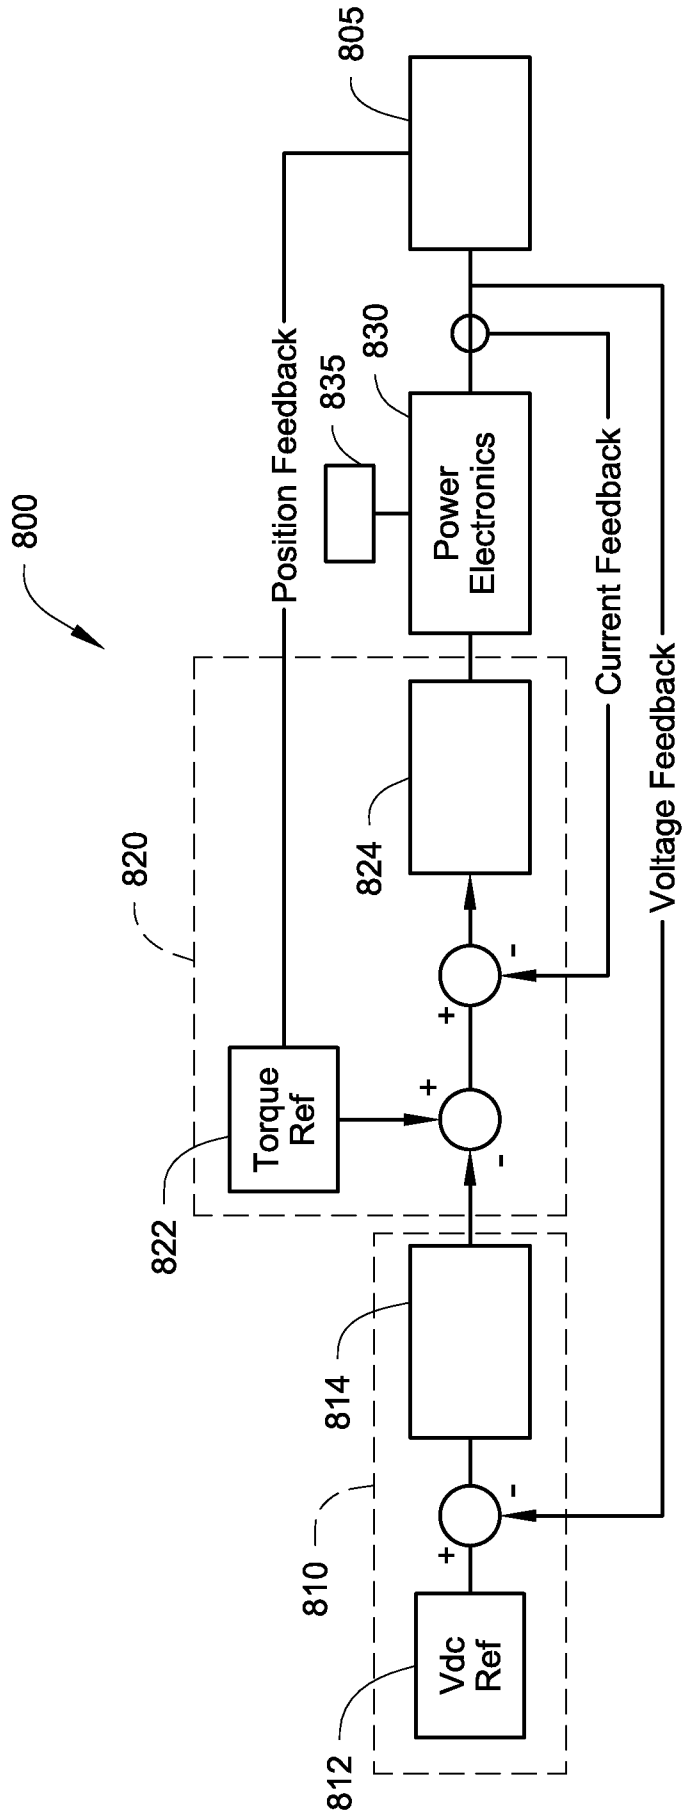 800
820
822
Torque
Ref
Position Feedback
835
805
810
812
Vdc
Ref
+
-
814
-
+
+
-
824
830
Power
Electronics
Current Feedback
Voltage Feedback